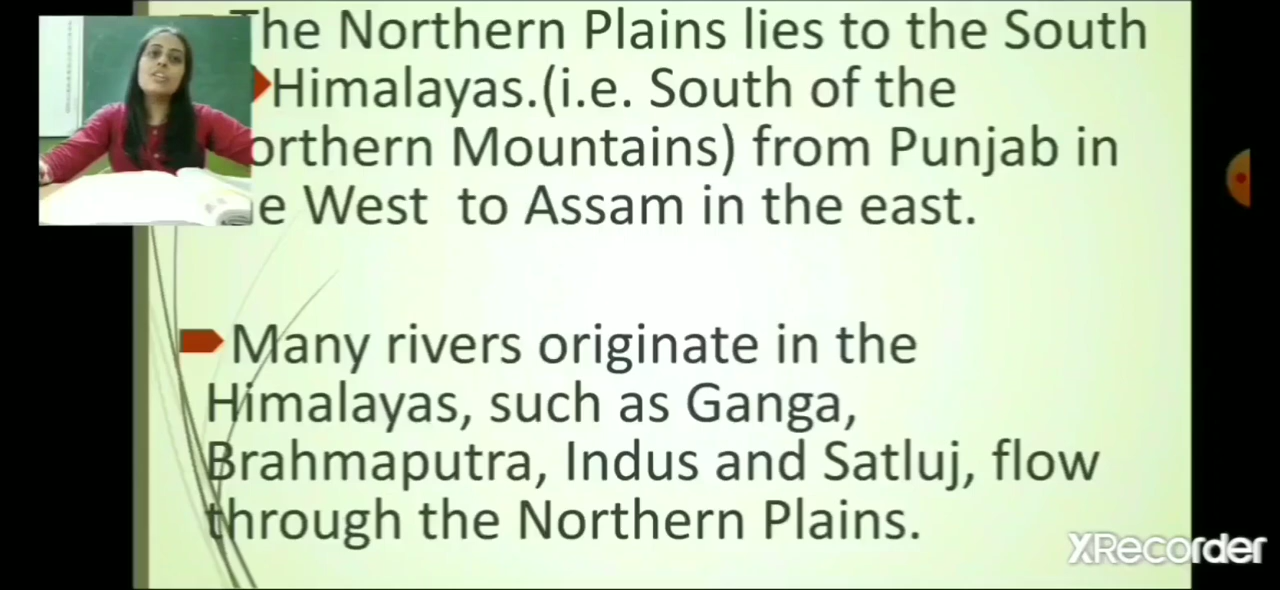 The Northern Plains lies to the South
Himalayas.(i.e. South of the
orthern Mountains) from Punjab in
e West to Assam in the east.
Many rivers originate in the
Himalayas, such as Ganga,
Brahmaputra, Indus and Satluj, flow
through the Northern Plains.
XRecorder